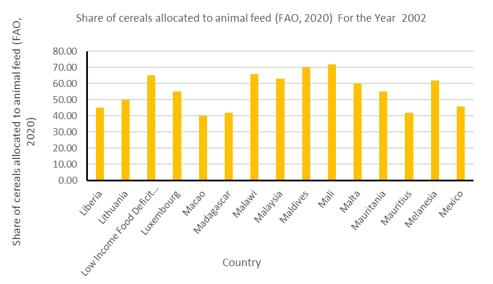 Share of cereals allocated to animal feed (FAO, 2020) For the Year 2002
Share of cereals allocated to animal feed (FAO,
2020)
80.00
70.00
60.00
50.00
40.00
30.00
20.00
10.00
0.00
Liberia
Lithuania
Low Income Food Deficit...
Luxembourg
Macao
Madagascar
Malawi
Malaysia
Maldives
Mali
Malta
Mauritania
Mauritius
Melanesia
Mexico
Country